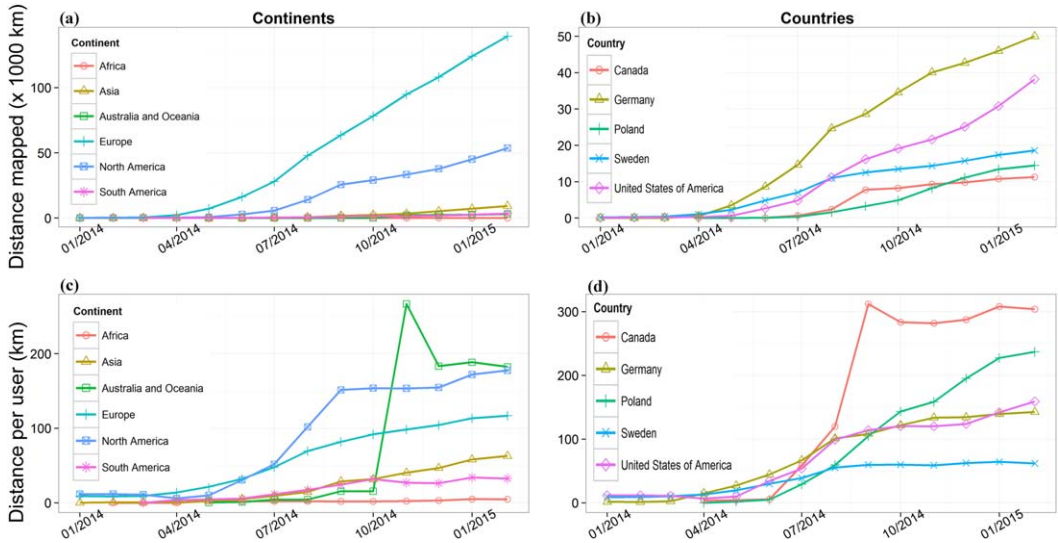 (a)
Continents
Distance mapped (x 1000 km)
Continent
Africa
Asia
Australia and Oceania
Europe
North America
South America
100
50
0
01/2014
04/2014
07/2014
10/2014
01/2015
(b)
Countries
Country
Canada
Germany
Poland
Sweden
United States of America
50
40
30
20
10
0
01/2014
04/2014
07/2014
10/2014
01/2015
(c)
Distance per user (km)
Continent
Africa
Asia
Australia and Oceania
Europe
North America
South America
200
100
0
01/2014
04/2014
07/2014
10/2014
01/2015
(d)
Country
Canada
Germany
Poland
Sweden
United States of America
300
200
100
0
01/2014
04/2014
07/2014
10/2014
01/2015